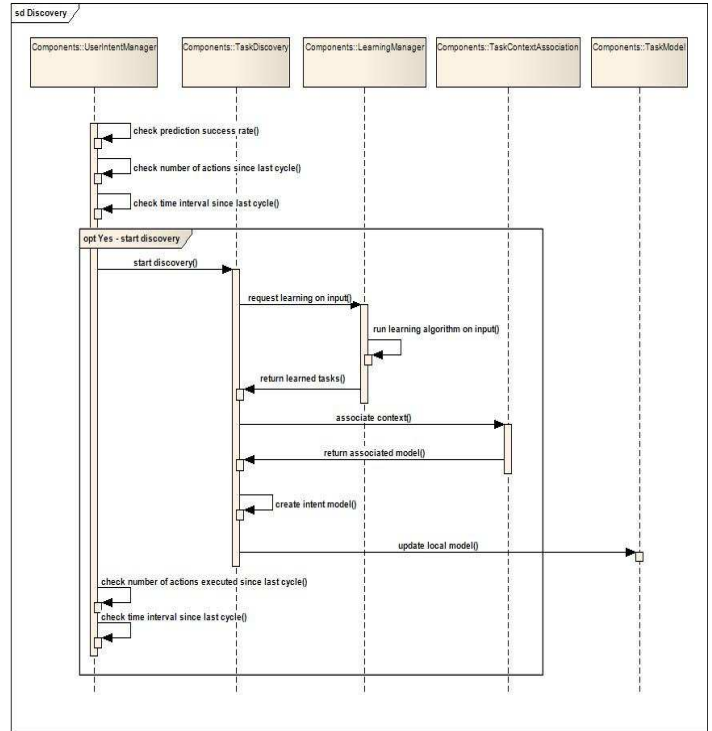 sd Discovery
Components::UserIntentManager
Components::TaskDiscovery
Components::LearningManager
Components::TaskContextAssociation
Components::TaskModel
check prediction success rate()
check number of actions since last cycle()
check time interval since last cycle()
opt Yes - start discovery
start discovery()
request learning on input()
run learning algorithm on input()
return learned tasks()
associate context()
return associated model()
create intent model()
update local model()
check number of actions executed since last cycle()
check time interval since last cycle()